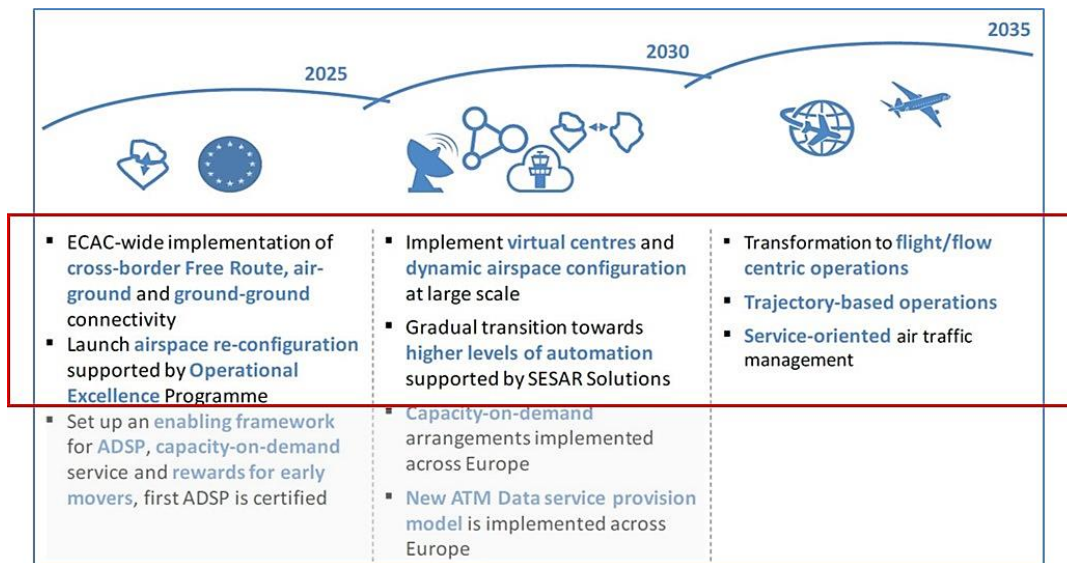 2025
2030
2035
▪ ECAC-wide implementation of
cross-border Free Route, air-
ground and ground-ground
connectivity
▪ Launch airspace re-configuration
supported by Operational
Excellence Programme
▪ Set up an enabling framework
for ADSP, capacity-on-demand
service and rewards for early
movers, first ADSP is certified
▪ Implement virtual centres and
dynamic airspace configuration
at large scale
▪ Gradual transition towards
higher levels of automation
supported by SESAR Solutions
▪ Capacity-on-demand
arrangements implemented
across Europe
▪ New ATM Data service provision
model is implemented across
Europe
▪ Transformation to flight/flow
centric operations
▪ Trajectory-based operations
▪ Service-oriented air traffic
management